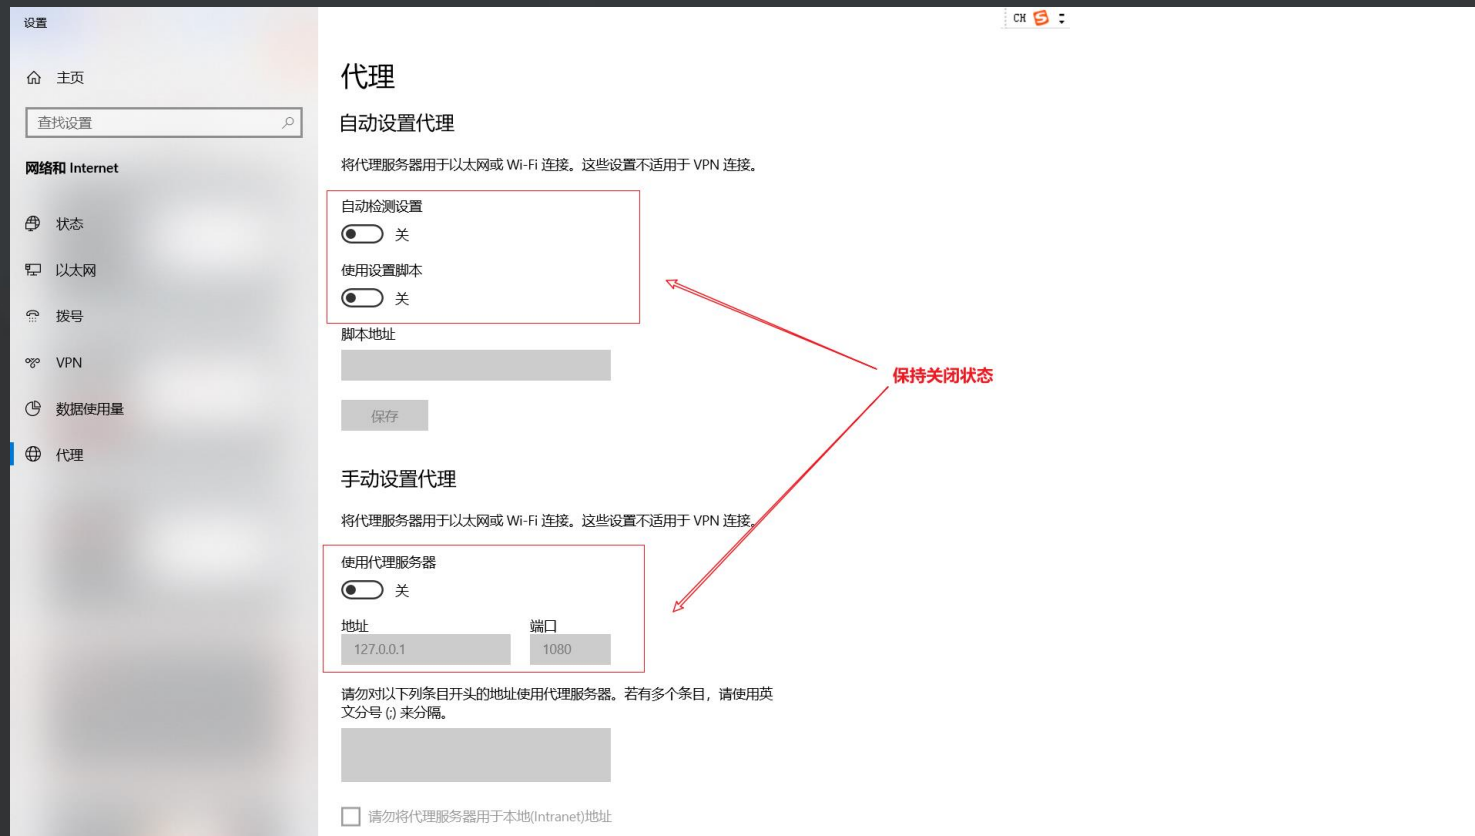 设置
CH
主页
查找设置
网络和 Internet
状态
以太网
拨号
VPN
数据使用量
代理
代理
自动设置代理
将代理服务器用于以太网或 Wi-Fi 连接。这些设置不适用于 VPN 连接。
自动检测设置
关
使用设置脚本
关
脚本地址
保存
保持关闭状态
手动设置代理
将代理服务器用于以太网或 Wi-Fi 连接。这些设置不适用于 VPN 连接。
使用代理服务器
关
地址 端口
127.0.0.1 1080
请勿对以下列条目开头的地址使用代理服务器。若有多个条目，请使用英
文分号 (;) 来分隔。
请勿将代理服务器用于本地(Intranet)地址